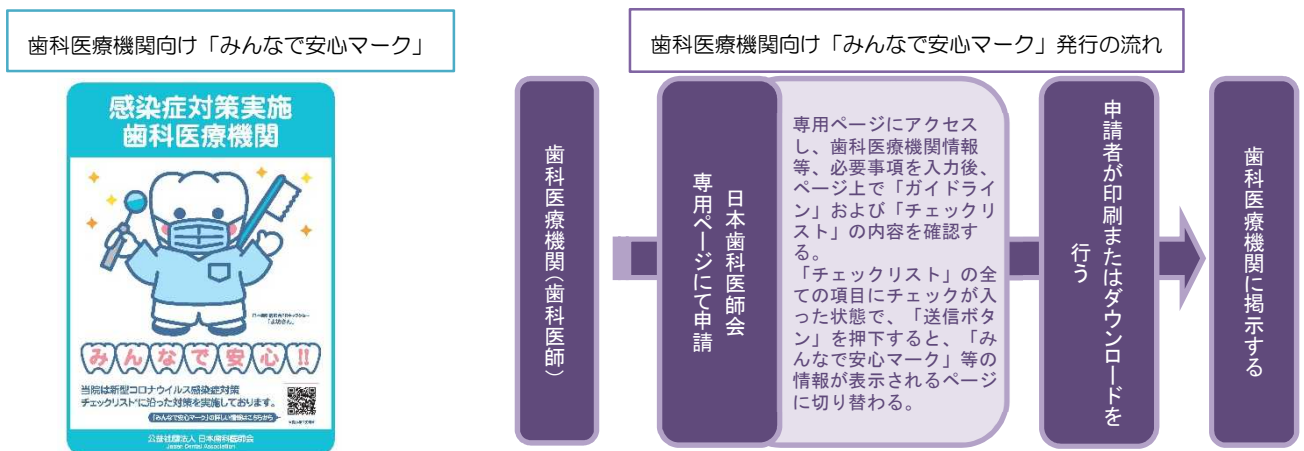 歯科医療機関向け「みんなで安心マーク」
感染症対策実施
歯科医療機関
みんなで安心!!
当院は新型コロナウイルス感染症対策
チェックリスト*に沿った対策を実施しております。
「みんなで安心マーク」の詳しい情報はこちらから
公益社団法人 日本歯科医師会
Japan Dental Association
歯科医療機関向け「みんなで安心マーク」発行の流れ
歯科医療機関(歯科医師)
日本歯科医師会
専用ページにて申請
専用ページにアクセス
し、歯科医療機関情報
等、必要事項を入力後、
ページ上で「ガイドライ
ン」および「チェックリ
スト」の内容を確認す
る。
「チェックリスト」の全
ての項目にチェックが入
った状態で、「送信ボタ
ン」を押下すると、「み
んなで安心マーク」等の
情報が表示されるページ
に切り替わる。
申請者が印刷またはダウンロードを
行う
歯科医療機関に掲示する